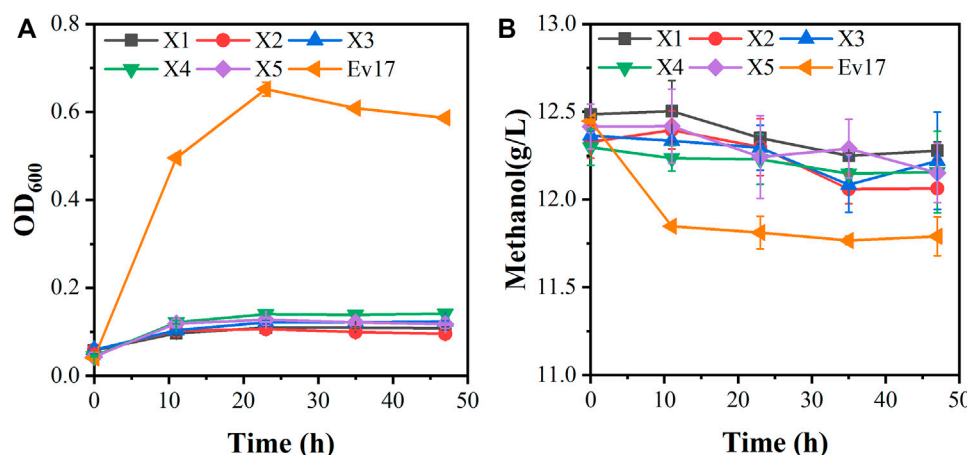 A
X1 X2 X3
X4 X5 Ev17
OD600
0.8
0.6
0.4
0.2
0.0
0 10 20 30 40 50
Time (h)
B
X1 X2 X3
X4 X5 Ev17
Methanol(g/L)
13.0
12.5
12.0
11.5
11.0
0 10 20 30 40 50
Time (h)